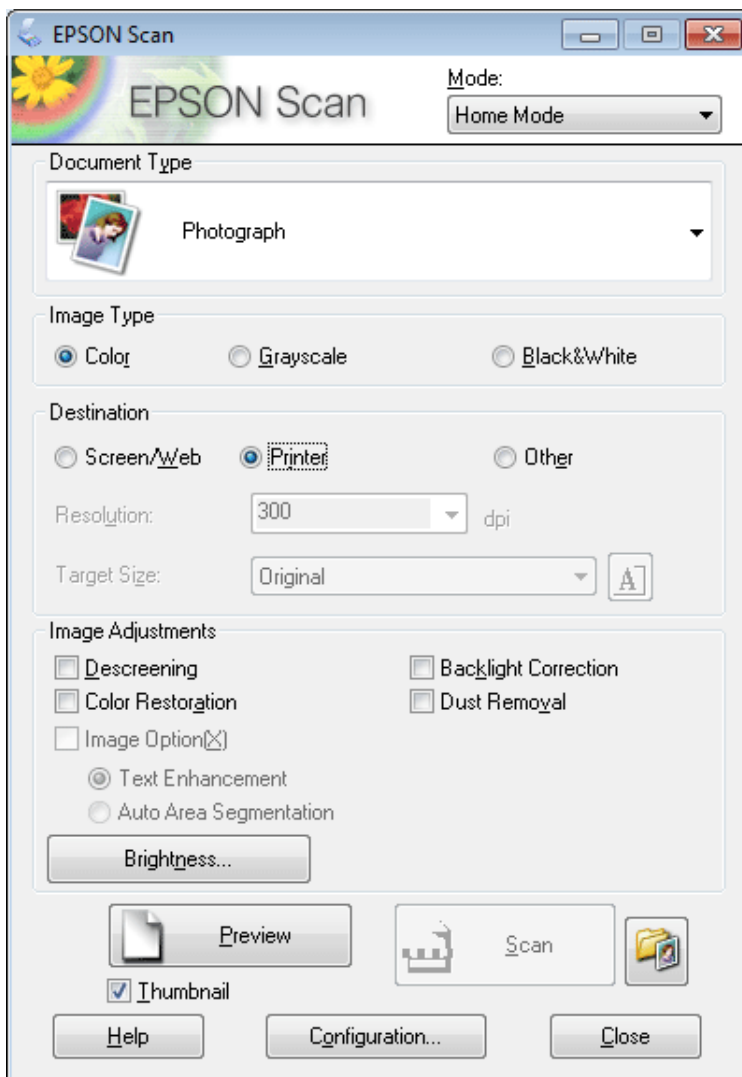 EPSON Scan
EPSON Scan
Mode:
Home Mode
Document Type
Photograph
Image Type
Color Grayscale Black&White
Destination
Screen/Web Printer Other
Resolution: 300 dpi
Target Size: Original A
Image Adjustments
Descreening Backlight Correction
Color Restoration Dust Removal
Image Option(X)
Text Enhancement
Auto Area Segmentation
Brightness...
Preview Scan
Thumbnail
Help Configuration... Close